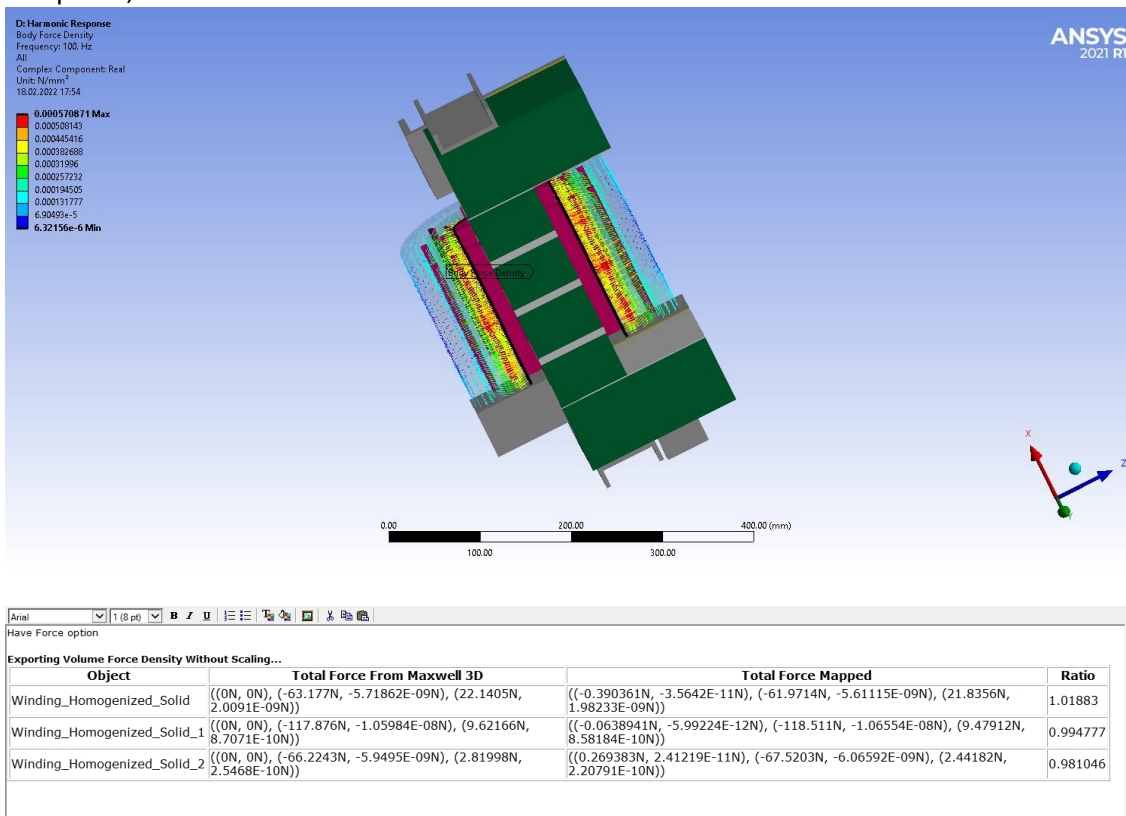 D: Harmonic Response
Body Force Density
Frequency: 100. Hz
All
Complex Component: Real
Unit: N/mm³
18.02.2022 17:54
0.000570871 Max
0.000508143
0.000445416
0.000382688
0.00031996
0.000257232
0.000194505
0.000131777
6.90493e-5
6.32156e-6 Min
ANSYS
2021 R1
Body Force Density
X
Z
Y
0.00 200.00 400.00 (mm)
100.00 300.00
Arial 1 (8 pt) B I U
Have Force option
Exporting Volume Force Density Without Scaling...
Object Total Force From Maxwell 3D Total Force Mapped Ratio
Winding_Homogenized_Solid ((0N, 0N), (-63.177N, -5.71862E-09N), (22.1405N, ((-0.390361N, -3.5642E-11N), (-61.9714N, -5.61115E-09N), (21.8356N, 1.01883
2.0091E-09N)) 1.98233E-09N))
Winding_Homogenized_Solid_1 ((0N, 0N), (-117.876N, -1.05984E-08N), (9.62166N, ((-0.0638941N, -5.99224E-12N), (-118.511N, -1.06554E-08N), (9.47912N, 0.994777
8.7071E-10N)) 8.58184E-10N))
Winding_Homogenized_Solid_2 ((0N, 0N), (-66.2243N, -5.9495E-09N), (2.81998N, ((0.269383N, 2.41219E-11N), (-67.5203N, -6.06592E-09N), (2.44182N, 0.981046
2.5468E-10N)) 2.20791E-10N))